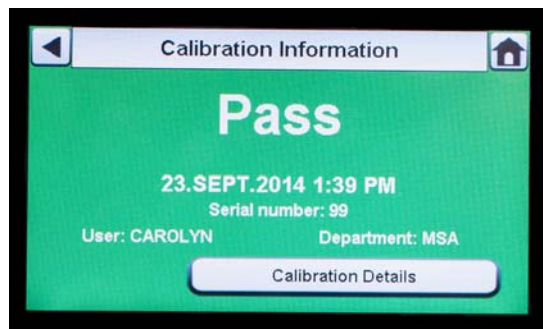 Calibration Information
Pass
23.SEPT.2014 1:39 PM
Serial number: 99
User: CAROLYN Department: MSA
Calibration Details